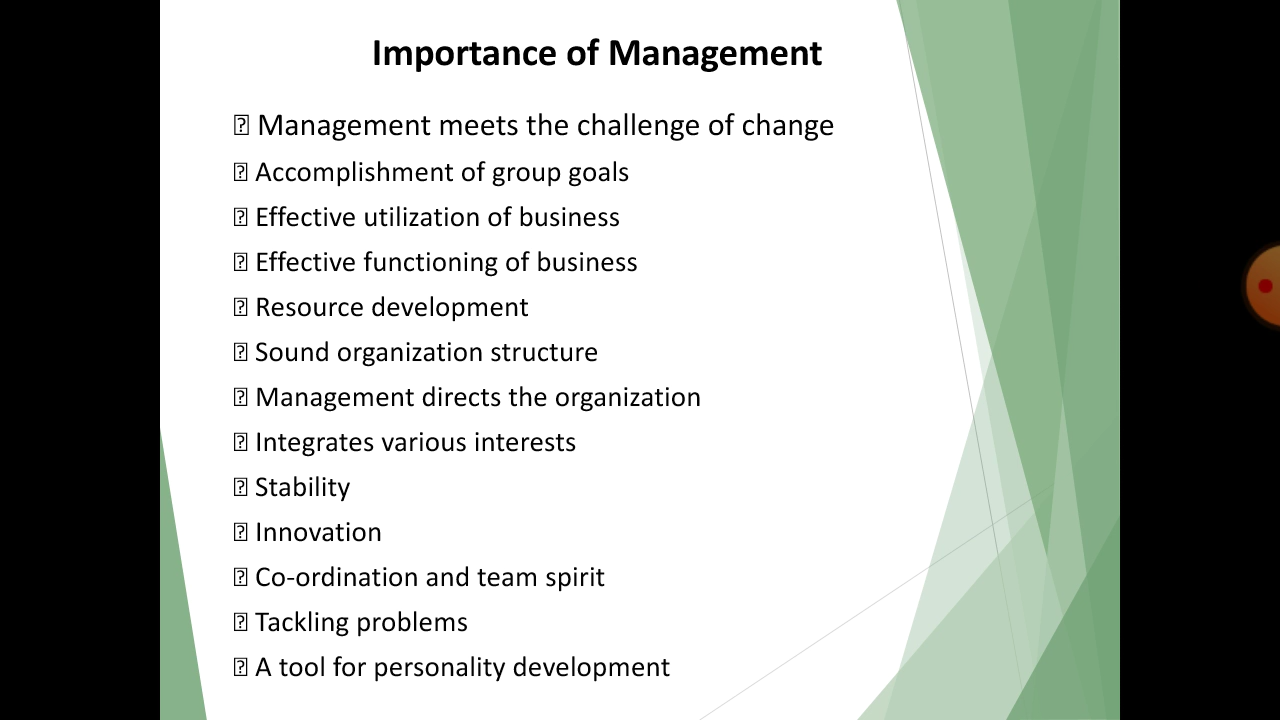 Importance of Management
Management meets the challenge of change
Accomplishment of group goals
Effective utilization of business
Effective functioning of business
Resource development
Sound organization structure
Management directs the organization
Integrates various interests
Stability
Innovation
Co-ordination and team spirit
Tackling problems
A tool for personality development